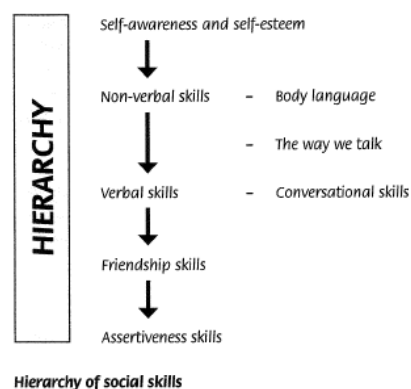 HIERARCHY
Self-awareness and self-esteem
Non-verbal skills – Body language
– The way we talk
Verbal skills – Conversational skills
Friendship skills
Assertiveness skills
Hierarchy of social skills